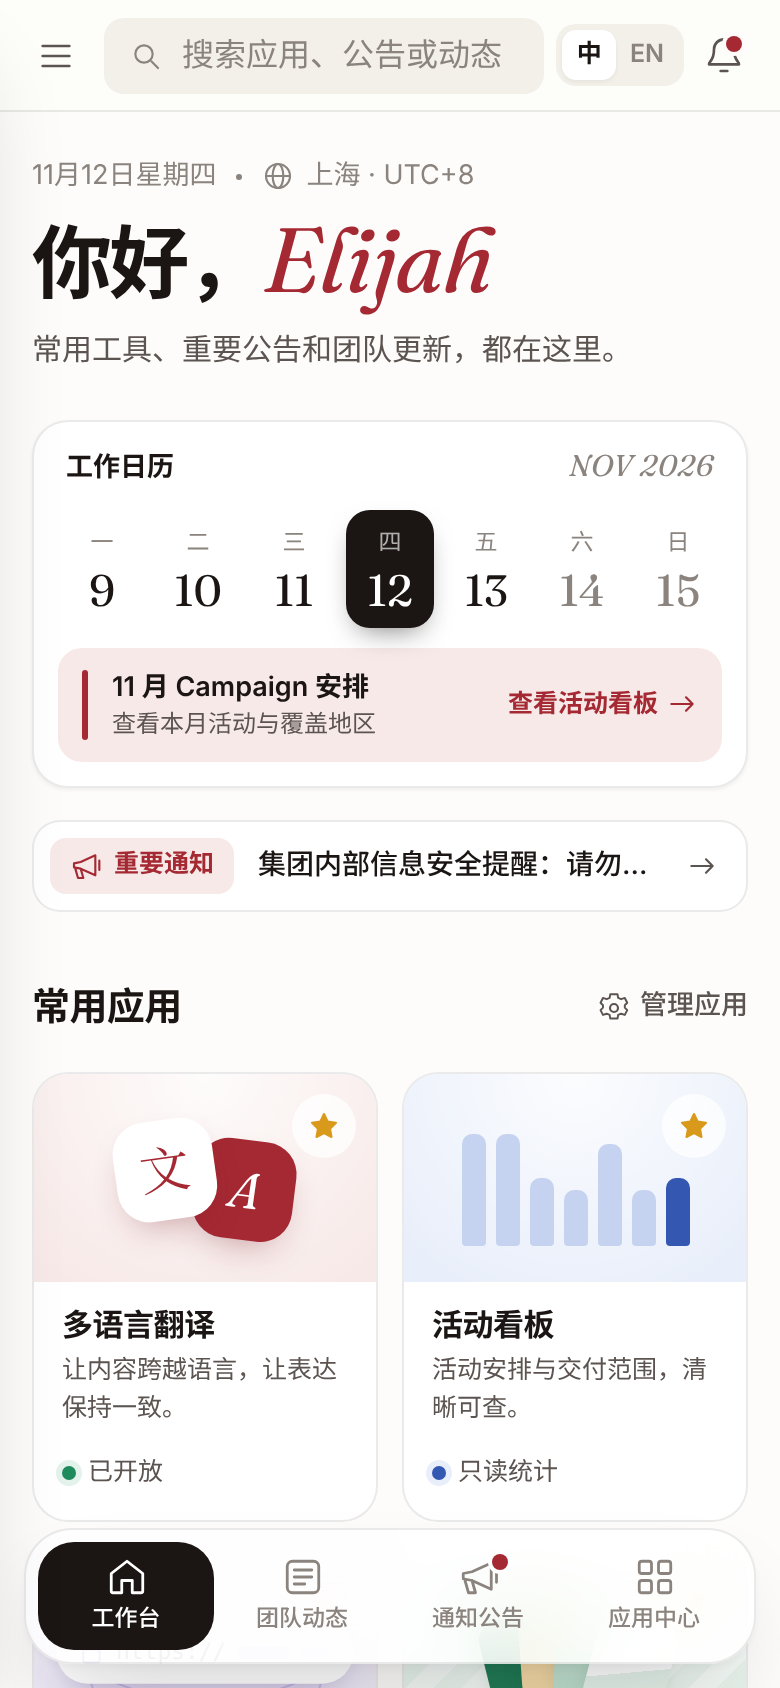 搜索应用、公告或动态
中 EN
11月12日星期四 • 上海 · UTC+8
你好，Elijah
常用工具、重要公告和团队更新，都在这里。
工作日历 NOV 2026
一 二 三 四 五 六 日
9 10 11 12 13 14 15
11 月 Campaign 安排
查看本月活动与覆盖地区
查看活动看板 →
重要通知 集团内部信息安全提醒：请勿... →
常用应用 管理应用
文 A
多语言翻译
让内容跨越语言，让表达
保持一致。
已开放
活动看板
活动安排与交付范围，清
晰可查。
只读统计
工作台 团队动态 通知公告 应用中心
https://